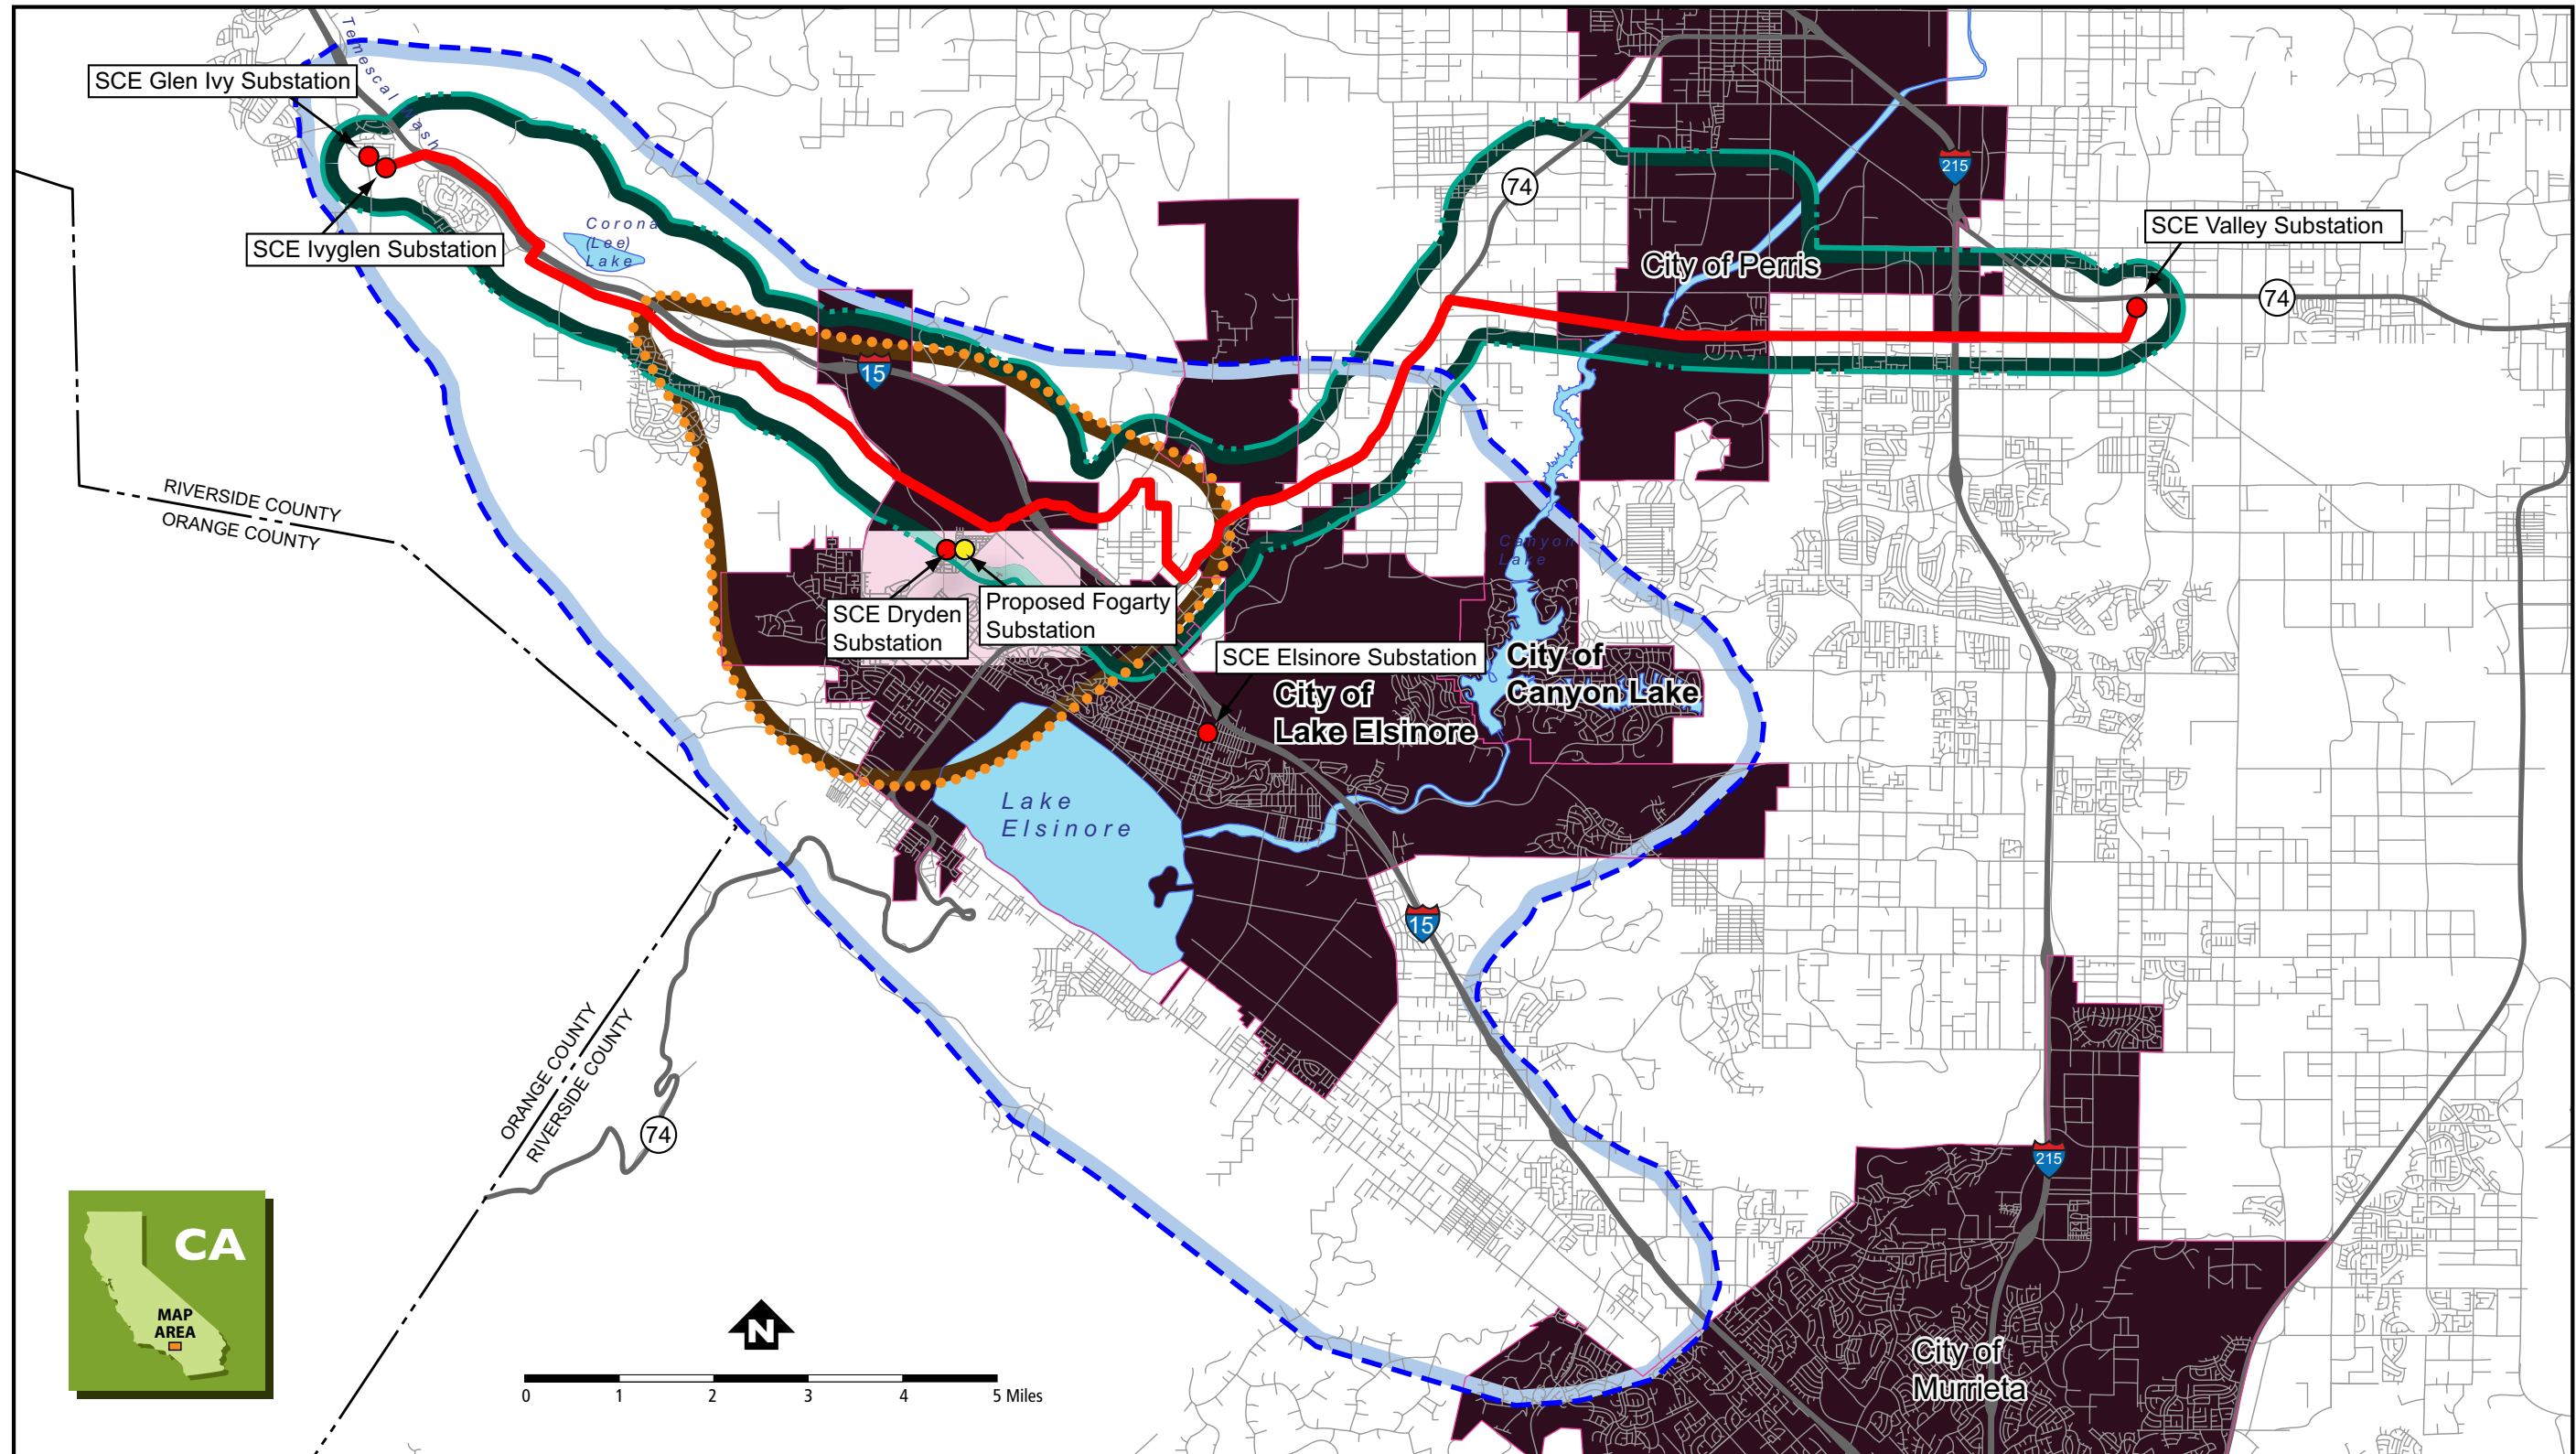 Temescal Wash
SCE Glen Ivy Substation
SCE Ivyglen Substation
Corona
(Lee)
Lake
15
74
215
SCE Valley Substation
74
City of Perris
RIVERSIDE COUNTY
ORANGE COUNTY
SCE Dryden
Substation
Proposed Fogarty
Substation
Canyon
Lake
SCE Elsinore Substation
City of
Canyon Lake
City of
Lake Elsinore
Lake
Elsinore
15
ORANGE COUNTY
RIVERSIDE COUNTY
74
215
CA
MAP
AREA
N
0 1 2 3 4 5 Miles
City of
Murrieta